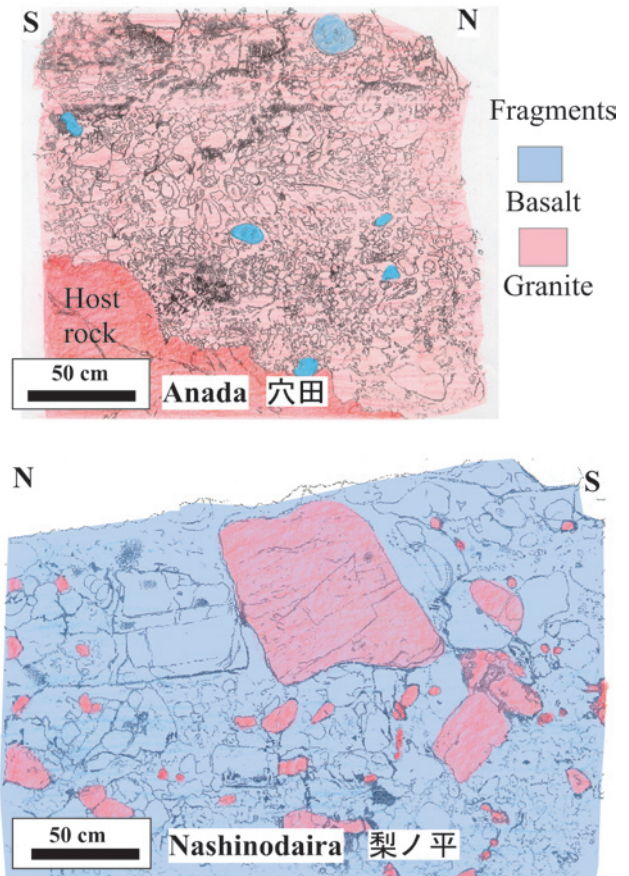 S
N
Fragments
Basalt
Granite
Host
rock
50 cm
Anada 穴田
N
S
50 cm
Nashinodaira 梨ノ平